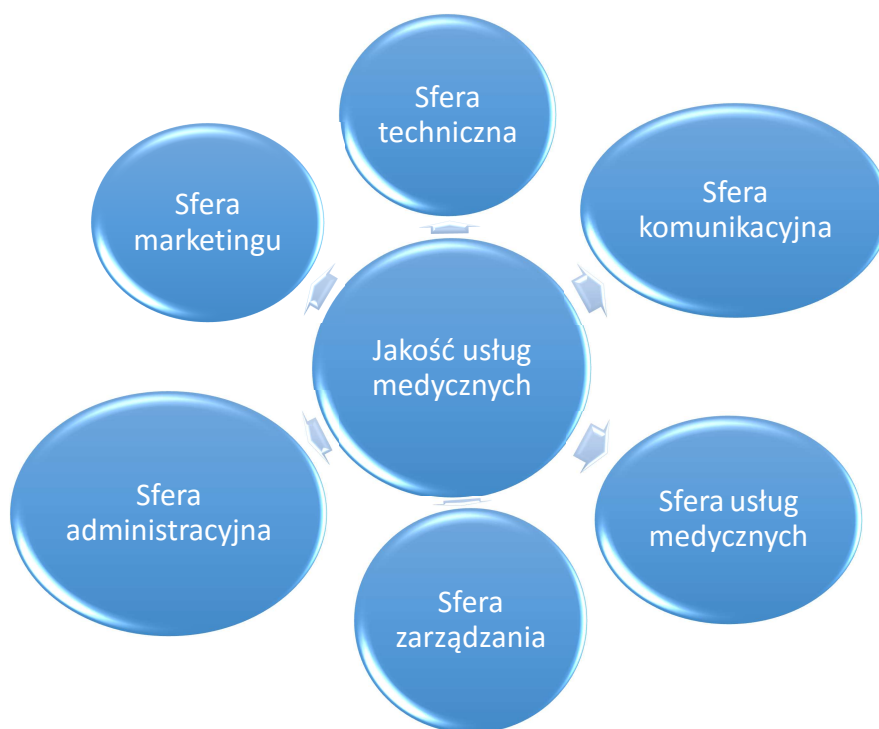 Sfera
techniczna
Sfera
komunikacyjna
Sfera
marketingu
Jakość usług
medycznych
Sfera
administracyjna
Sfera usług
medycznych
Sfera
zarządzania